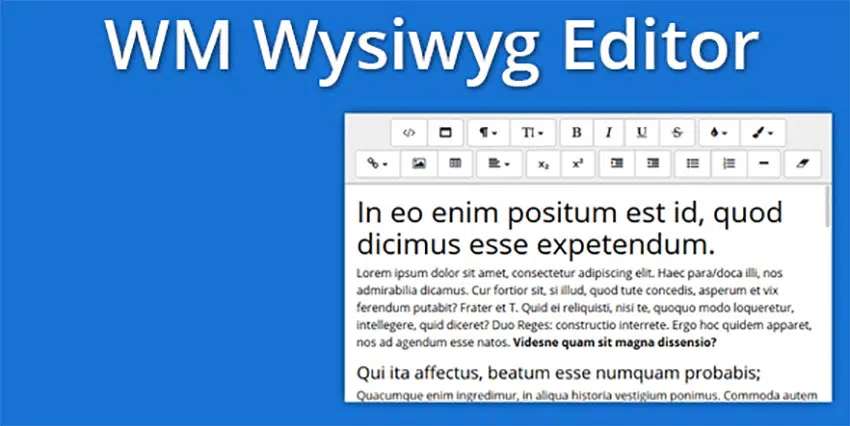 WM Wysiwyg Editor
</> ¶ T! B I U S
x₂ x²
In eo enim positum est id, quod
dicimus esse expetendum.
Lorem ipsum dolor sit amet, consectetur adipiscing elit. Haec para/doca illi, nos
admirabilia dicamus. Cur fortior sit, si illud, quod tute concedis, asperum et vix
ferendum putabit? Frater et T. Quid ei reliquisti, nisi te, quoquo modo loqueretur,
intellegere, quid diceret? Duo Reges: constructio interrete. Ergo hoc quidem apparet,
nos ad agendum esse natos. Videsne quam sit magna dissensio?
Qui ita affectus, beatum esse numquam probabis;
Quacumque enim ingredimur, in aliqua historia vestigium ponimus. Commoda autem